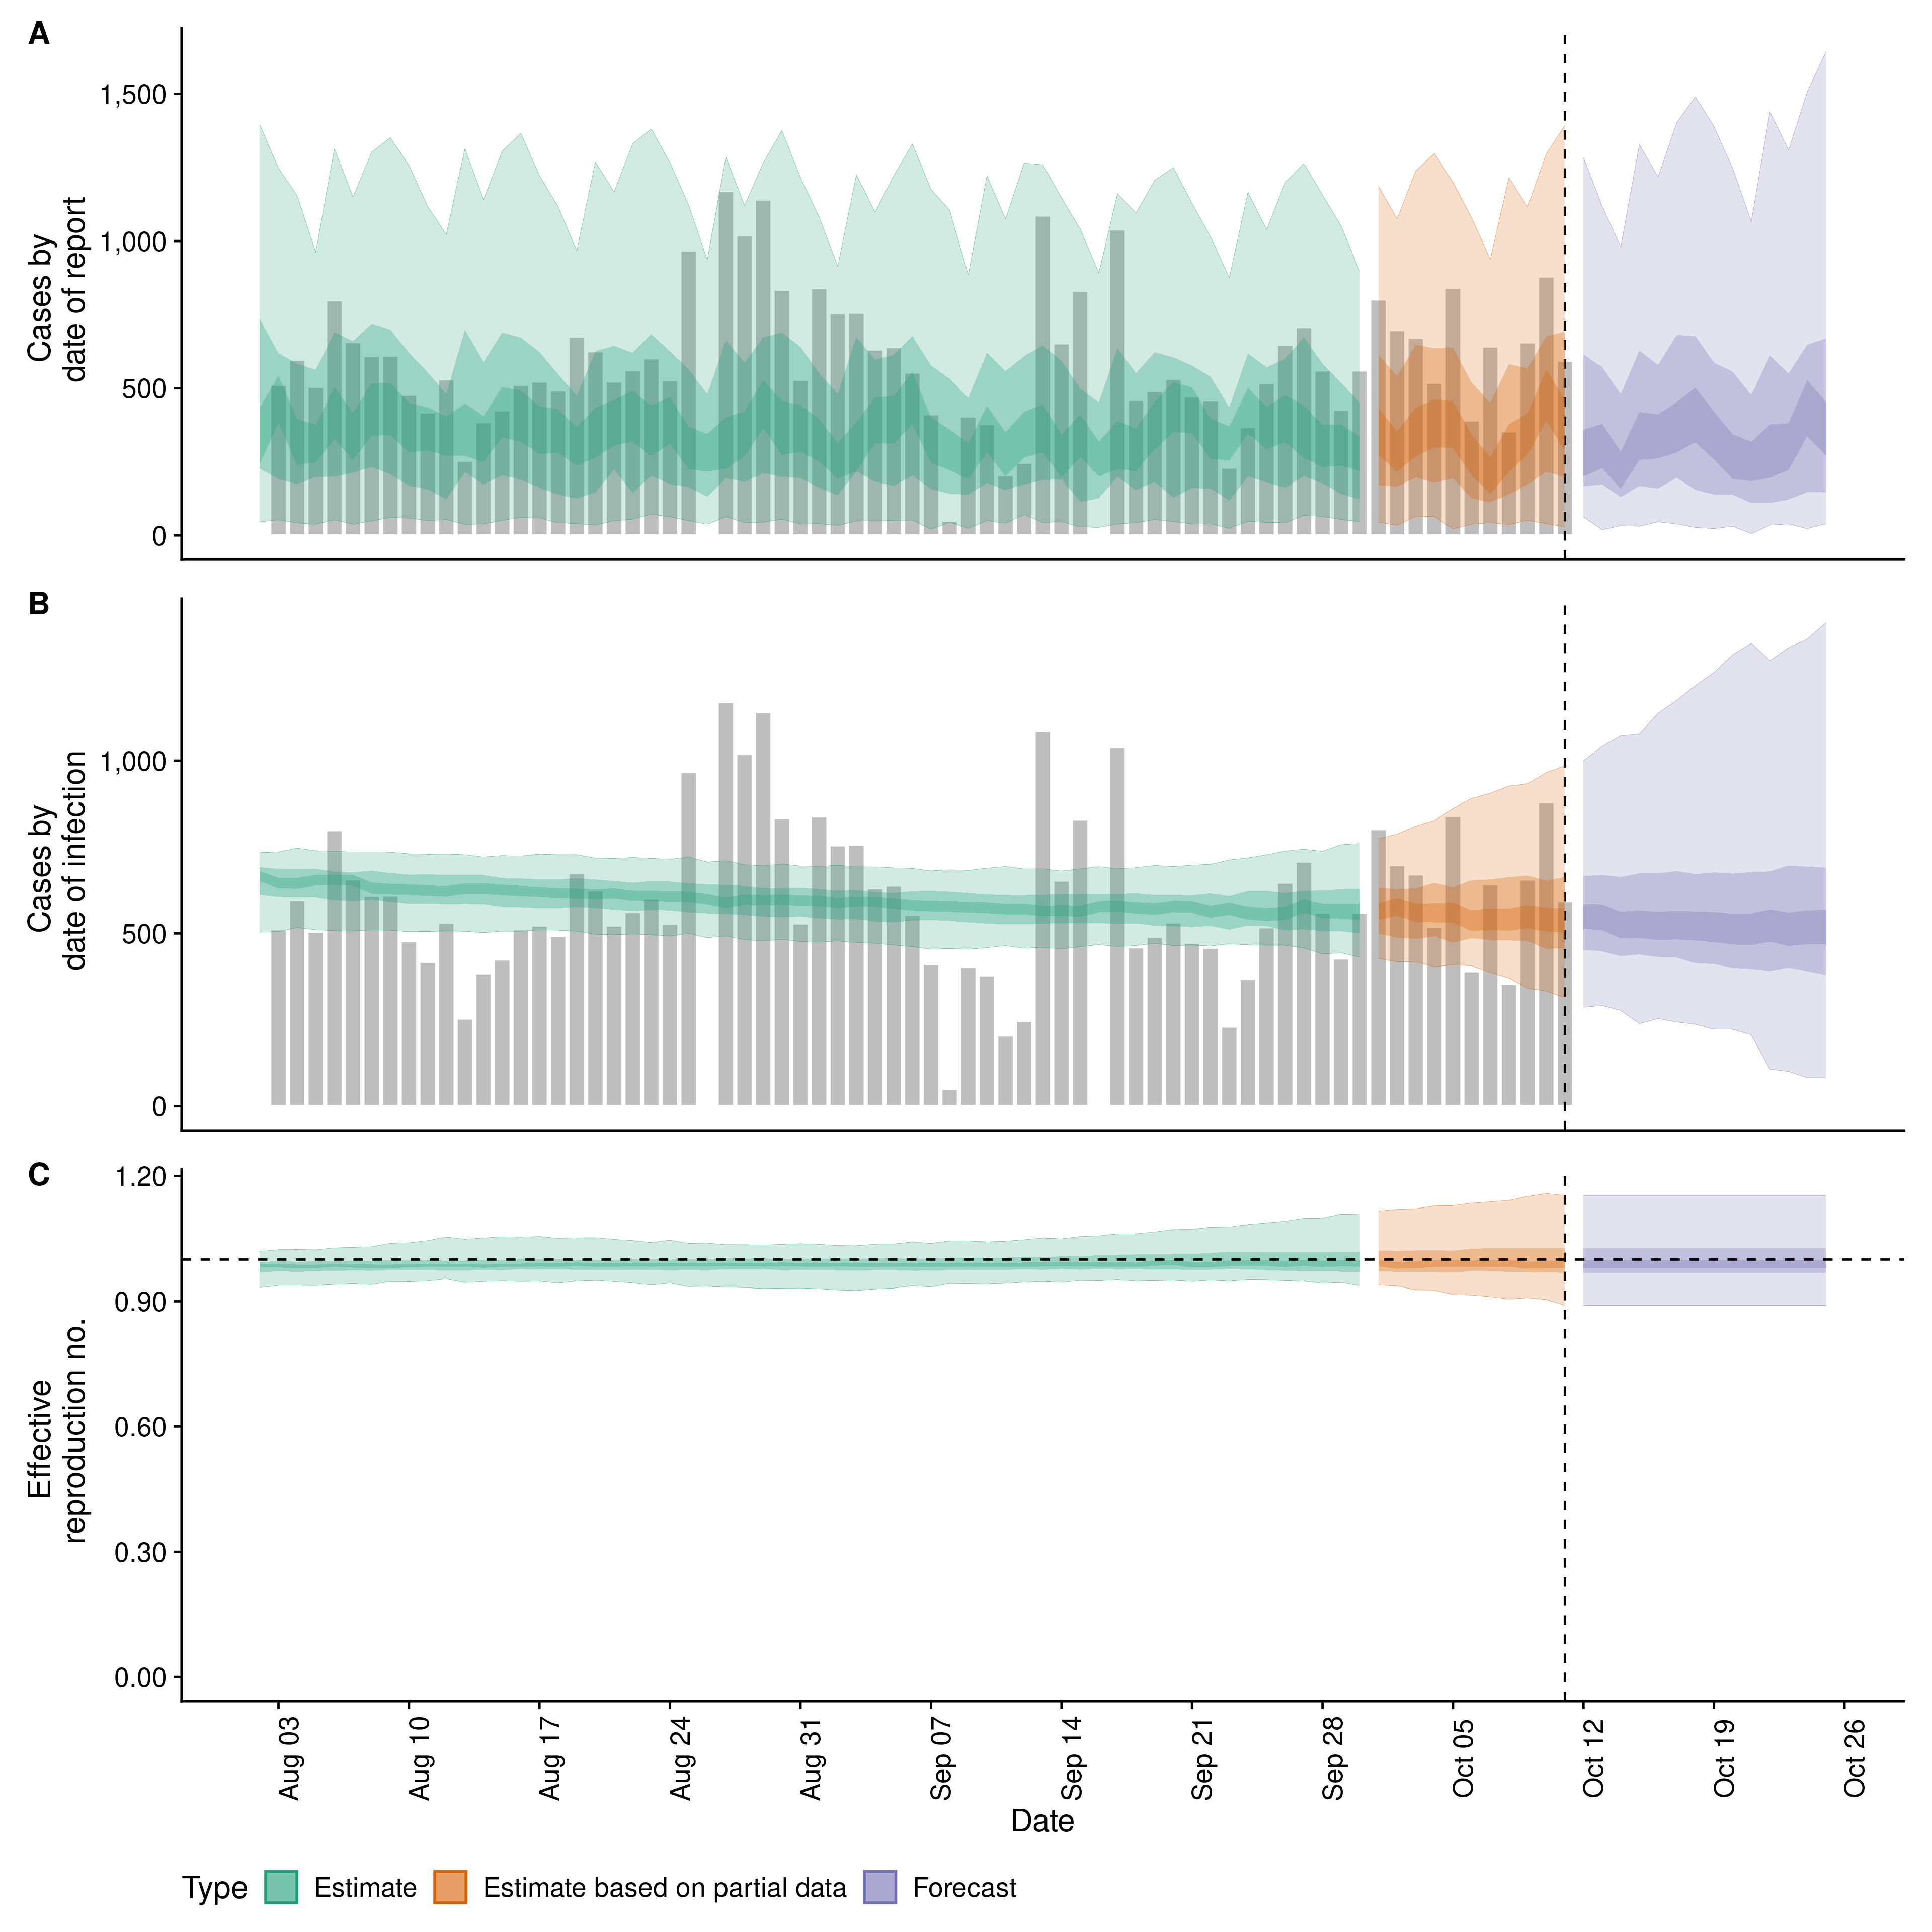 A
Cases by
date of report
1,500
1,000
500
0
B
Cases by
date of infection
1,000
500
0
C
Effective
reproduction no.
1.20
0.90
0.60
0.30
0.00
Aug 03
Aug 10
Aug 17
Aug 24
Aug 31
Sep 07
Sep 14
Sep 21
Sep 28
Oct 05
Oct 12
Oct 19
Oct 26
Date
Type Estimate Estimate based on partial data Forecast